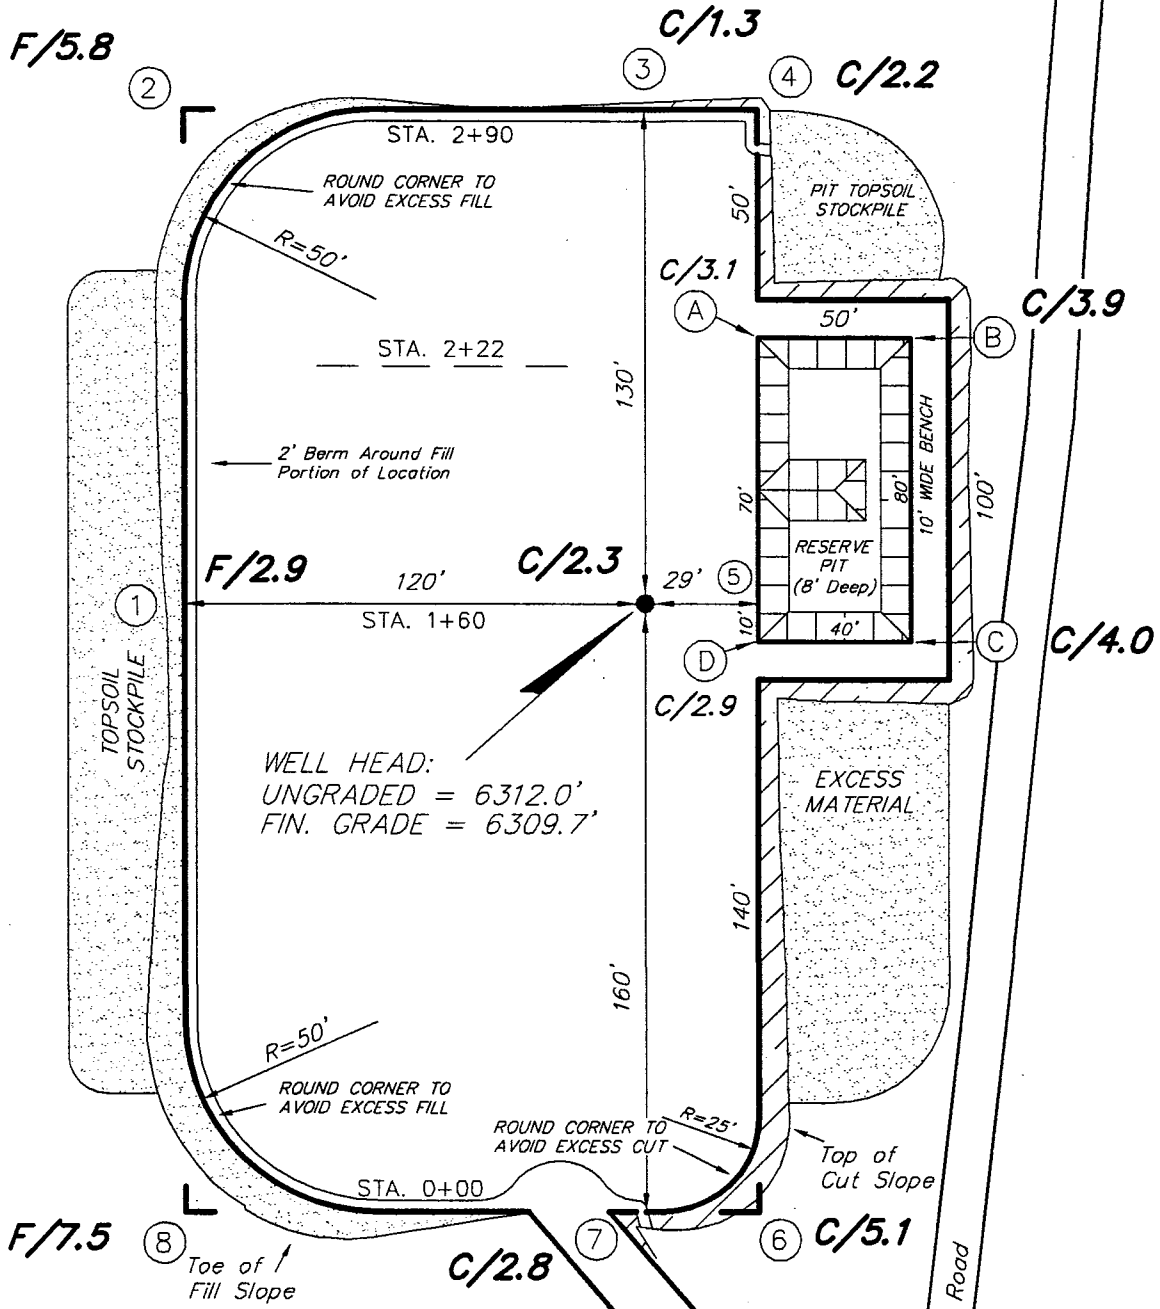 C/1.3
F/5.8
2
3
4
C/2.2
STA. 2+90
ROUND CORNER TO
AVOID EXCESS FILL
R=50'
50'
PIT TOPSOIL
STOCKPILE
C/3.1
A
50'
C/3.9
B
STA. 2+22
130'
2' Berm Around Fill
Portion of Location
70'
80'
10' WIDE BENCH
100'
RESERVE
PIT
(8' Deep)
F/2.9
C/2.3
1
120'
29'
5
STA. 1+60
10'
40'
D
C
C/4.0
C/2.9
TOPSOIL
STOCKPILE
WELL HEAD:
UNGRADED = 6312.0'
FIN. GRADE = 6309.7'
EXCESS
MATERIAL
140'
160'
R=50'
ROUND CORNER TO
AVOID EXCESS FILL
R=25'
ROUND CORNER TO
AVOID EXCESS CUT
Top of
Cut Slope
STA. 0+00
F/7.5
8
Toe of
Fill Slope
C/2.8
7
6
C/5.1
Road